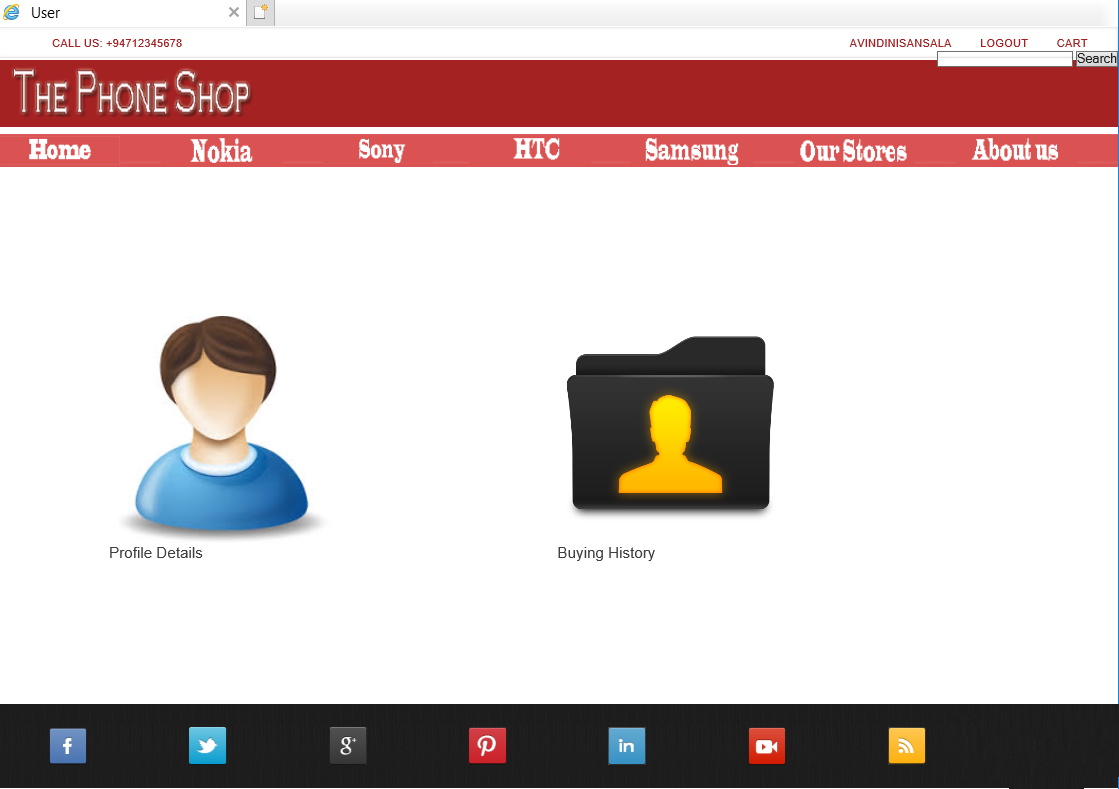 User
CALL US: +94712345678
AVINDINISANSALA LOGOUT CART
Search
THE PHONE SHOP
Home Nokia Sony HTC Samsung Our Stores About us
Profile Details Buying History
f g+ in